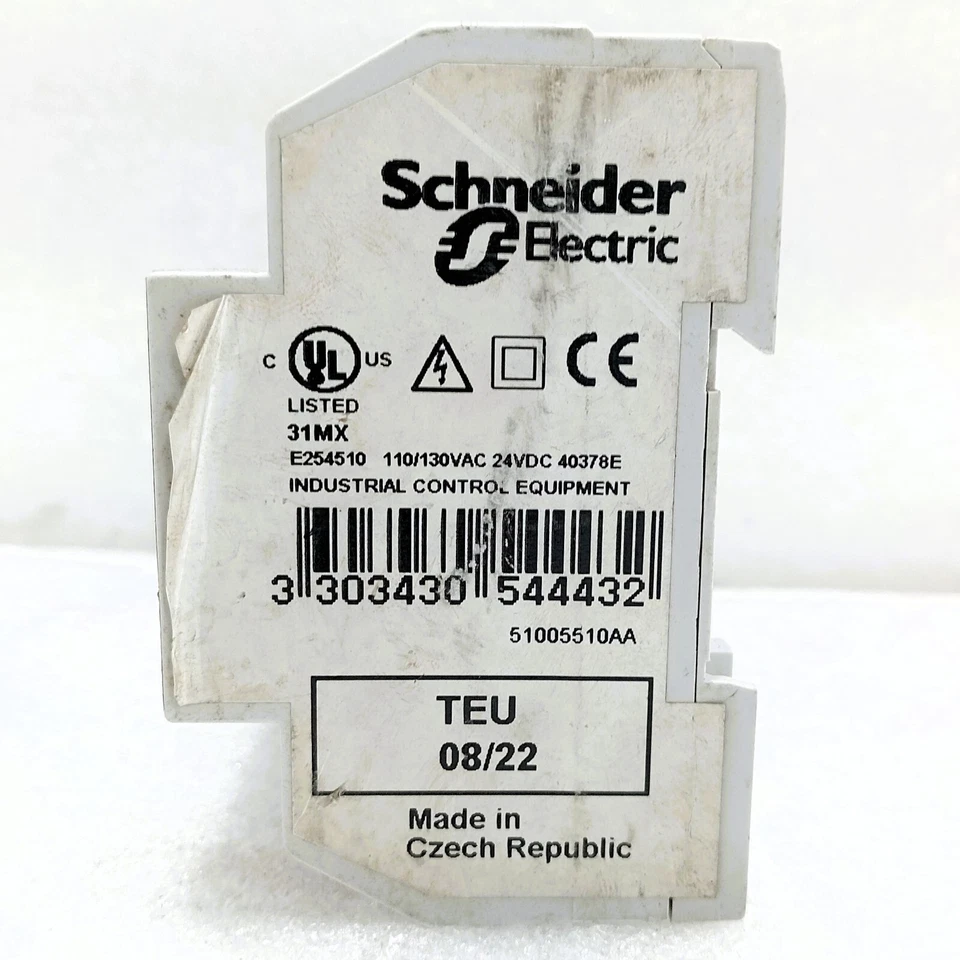 Schneider
Electric
C UL US
LISTED
31MX
E254510 110/130VAC 24VDC 40378E
INDUSTRIAL CONTROL EQUIPMENT
3 303430 544432
51005510AA
TEU
08/22
Made in
Czech Republic